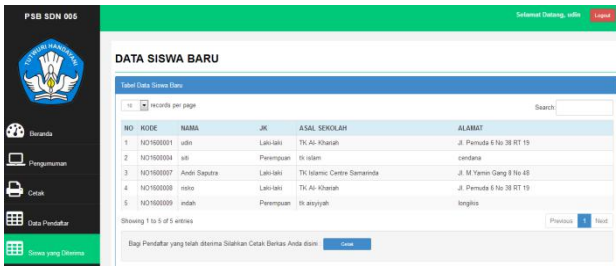 PSB SDN 005
Selamat Datang, udin Logout
TUTWURI HANDAYANI
DATA SISWA BARU
Tabel Data Siswa Baru
10 records per page Search:
NO KODE NAMA JK ASAL SEKOLAH ALAMAT
1 NO1600001 udin Laki-laki TK Al- Khariah Jl. Pemuda 6 No 38 RT 19
2 NO1600004 siti Perempuan tk islam cendana
3 NO1600007 Andri Saputra Laki-laki TK Islamic Centre Samarinda Jl. M.Yamin Gang 8 No 48
4 NO1600008 risko Laki-laki TK Al- Khariah Jl. Pemuda 6 No 38 RT 19
5 NO1600009 indah Perempuan tk aisyiyah longikis
Showing 1 to 5 of 5 entries Previous 1 Next
Bagi Pendaftar yang telah diterima Silahkan Cetak Berkas Anda disini : Cetak
Beranda
Pengumuman
Cetak
Data Pendaftar
Siswa yang Diterima